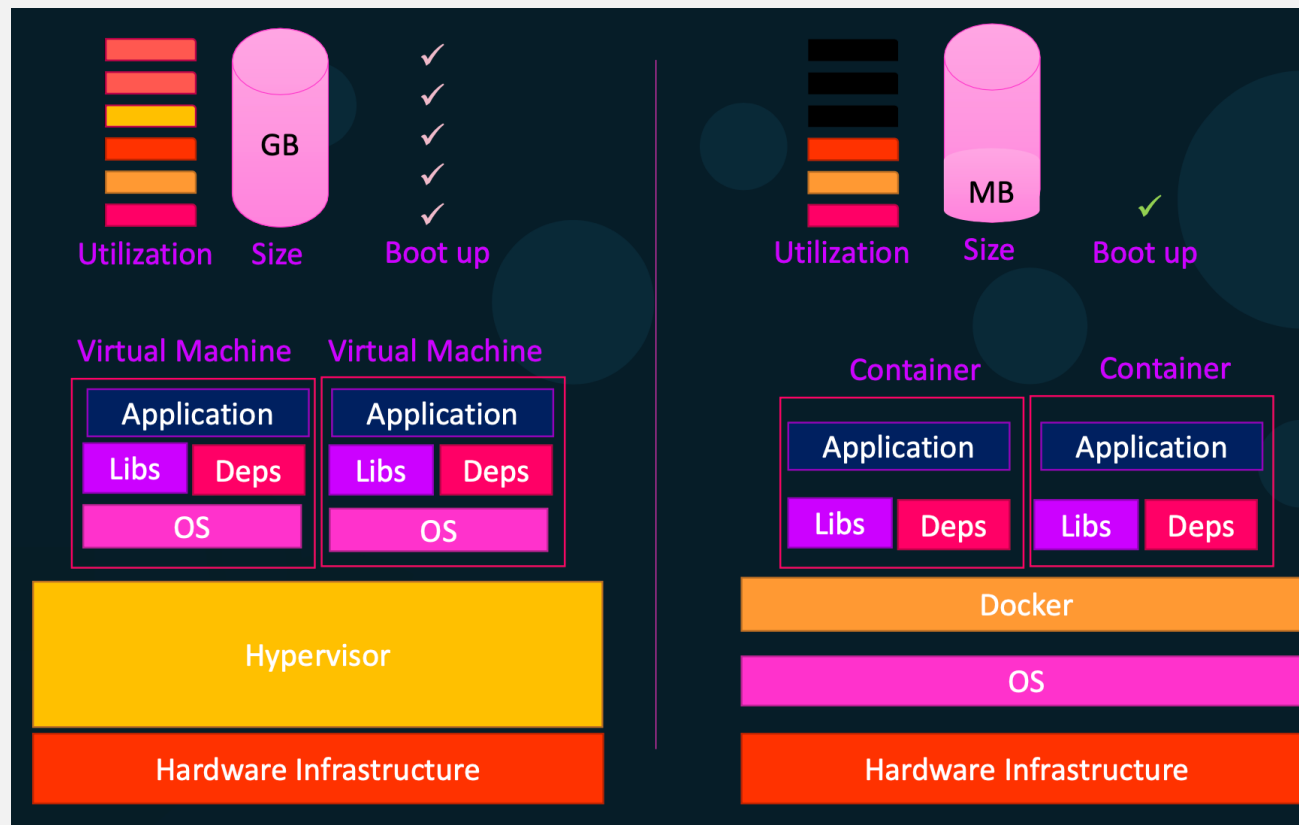 GB
Utilization
Size
Boot up
Virtual Machine
Virtual Machine
Application
Application
Libs
Deps
Libs
Deps
OS
OS
Hypervisor
Hardware Infrastructure
MB
Utilization
Size
Boot up
Container
Container
Application
Application
Libs
Deps
Libs
Deps
Docker
OS
Hardware Infrastructure